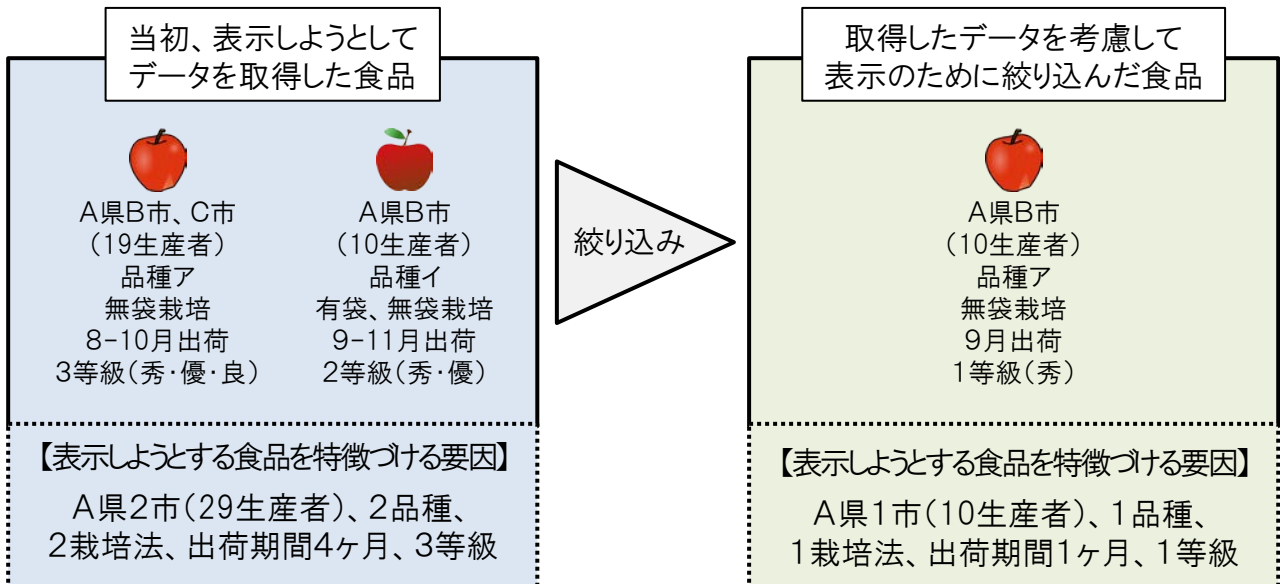 当初、表示しようとして
データを取得した食品
A県B市、C市
(19生産者)
品種ア
無袋栽培
8-10月出荷
3等級(秀・優・良)
A県B市
(10生産者)
品種イ
有袋、無袋栽培
9-11月出荷
2等級(秀・優)
【表示しようとする食品を特徴づける要因】
A県2市(29生産者)、2品種、
2栽培法、出荷期間4ヶ月、3等級
絞り込み
取得したデータを考慮して
表示のために絞り込んだ食品
A県B市
(10生産者)
品種ア
無袋栽培
9月出荷
1等級(秀)
【表示しようとする食品を特徴づける要因】
A県1市(10生産者)、1品種、
1栽培法、出荷期間1ヶ月、1等級